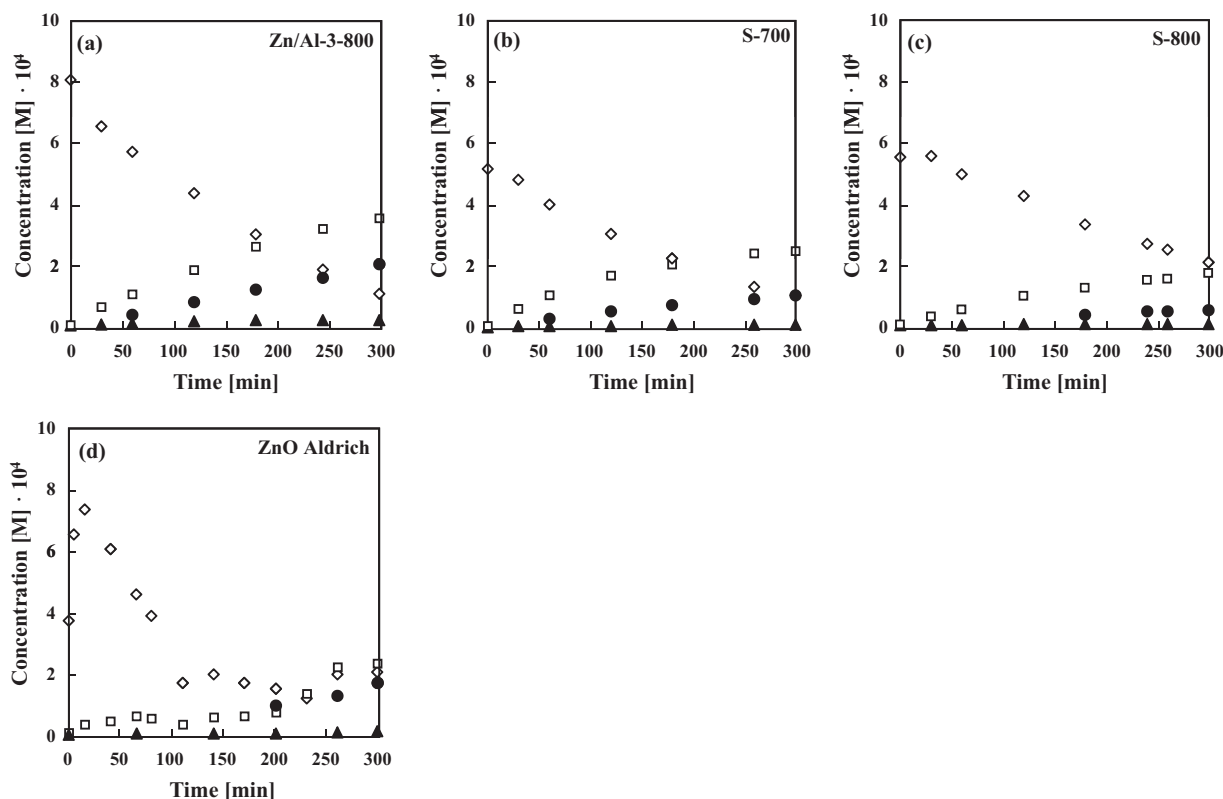 (a)
Zn/Al-3-800
Concentration [M] · 10⁴
10
8
6
4
2
0
0 50 100 150 200 250 300
Time [min]
(b)
S-700
Concentration [M] · 10⁴
10
8
6
4
2
0
0 50 100 150 200 250 300
Time [min]
(c)
S-800
Concentration [M] · 10⁴
10
8
6
4
2
0
0 50 100 150 200 250 300
Time [min]
(d)
ZnO Aldrich
Concentration [M] · 10⁴
10
8
6
4
2
0
0 50 100 150 200 250 300
Time [min]